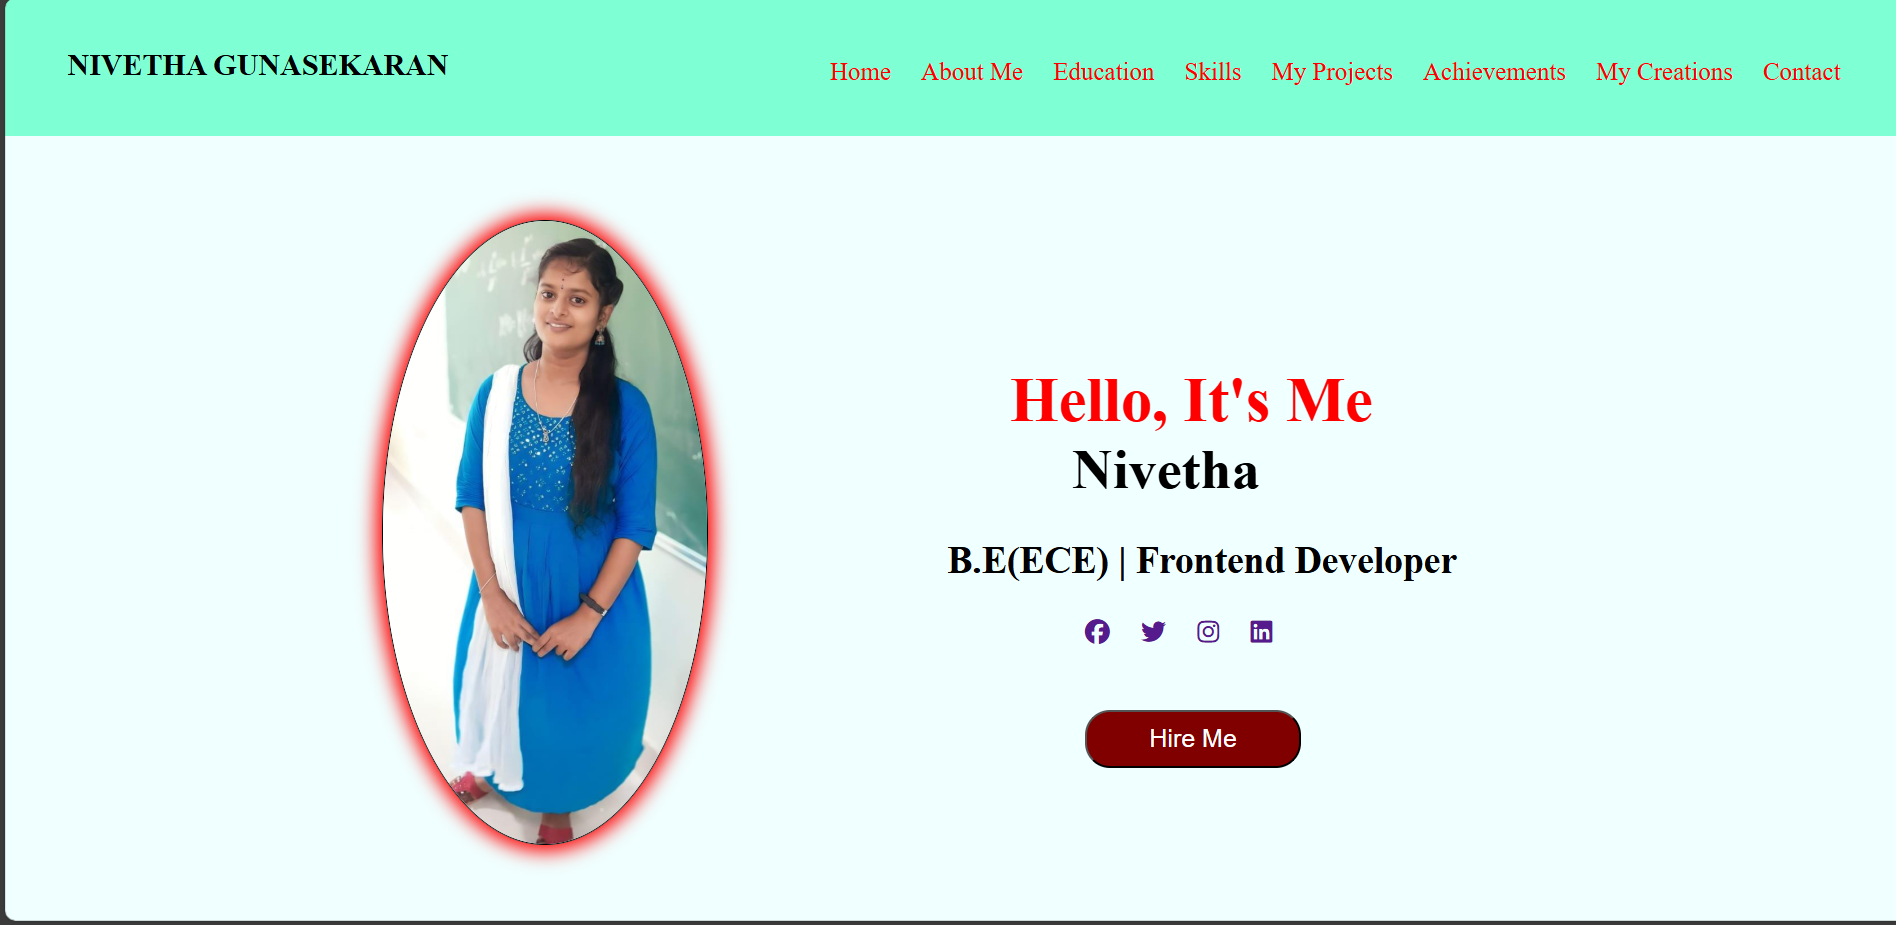 NIVETHA GUNASEKARAN
Home About Me Education Skills My Projects Achievements My Creations Contact
Hello, It's Me
Nivetha
B.E(ECE) | Frontend Developer
Hire Me